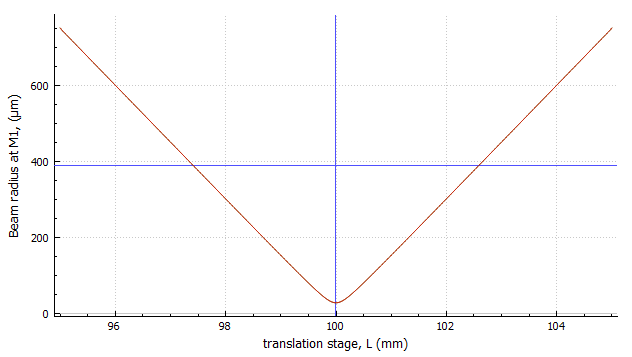 Beam radius at M1, (µm)
600
400
200
0
96 98 100 102 104
translation stage, L (mm)